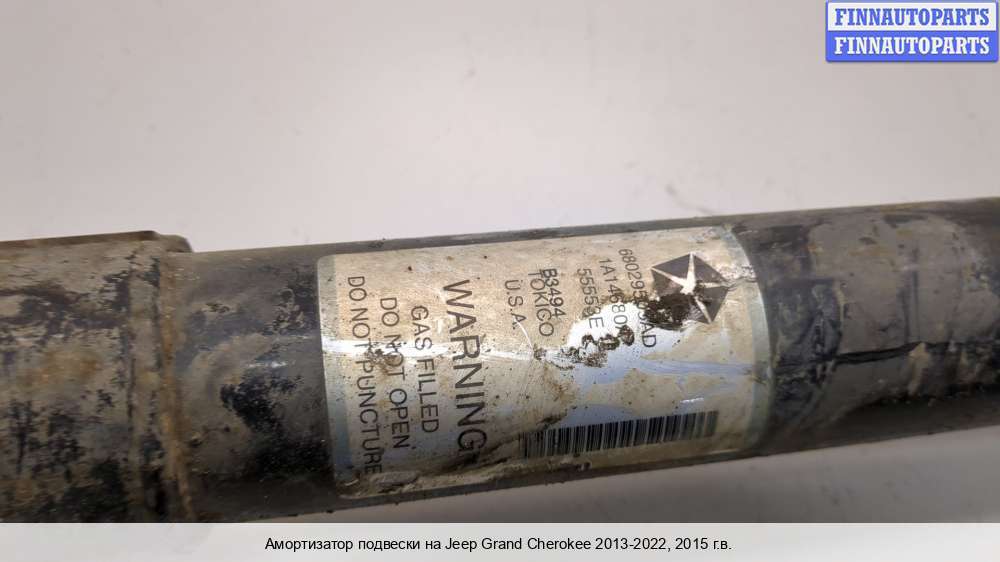 FINNAUTOPARTS
FINNAUTOPARTS
TOKICO
U.S.A.
WARNING
GAS FILLED
DO NOT OPEN
DO NOT PUNCTURE
Амортизатор подвески на Jeep Grand Cherokee 2013-2022, 2015 г.в.